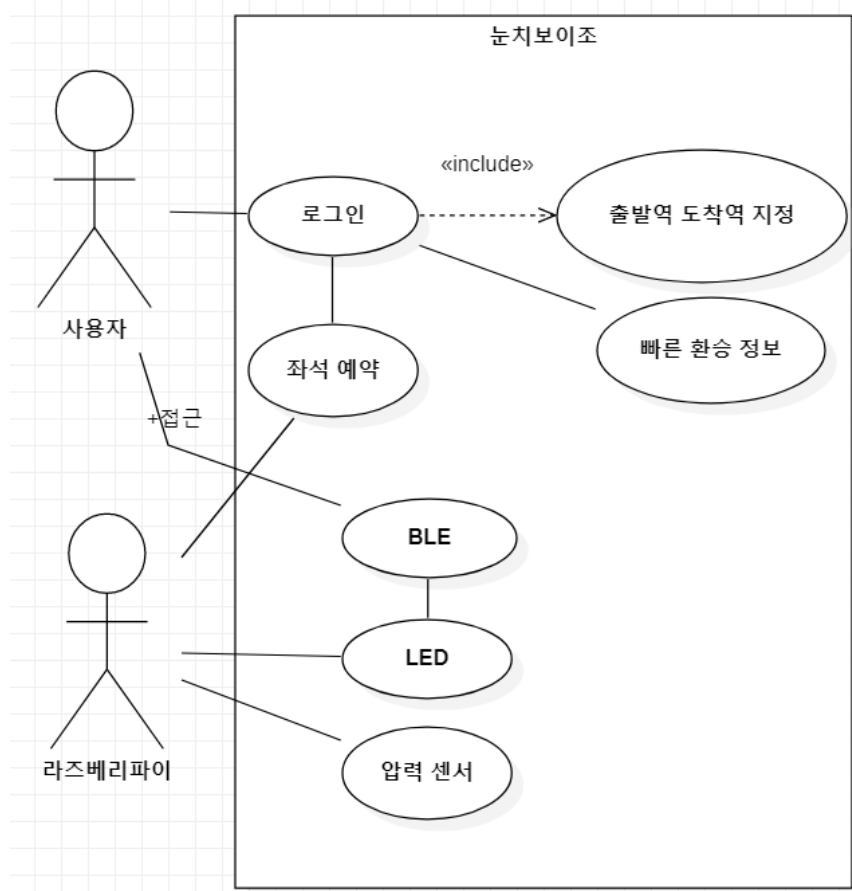 눈치보이조
«include»
로그인
출발역 도착역 지정
사용자
좌석 예약
빠른 환승 정보
+접근
BLE
LED
라즈베리파이
압력 센서